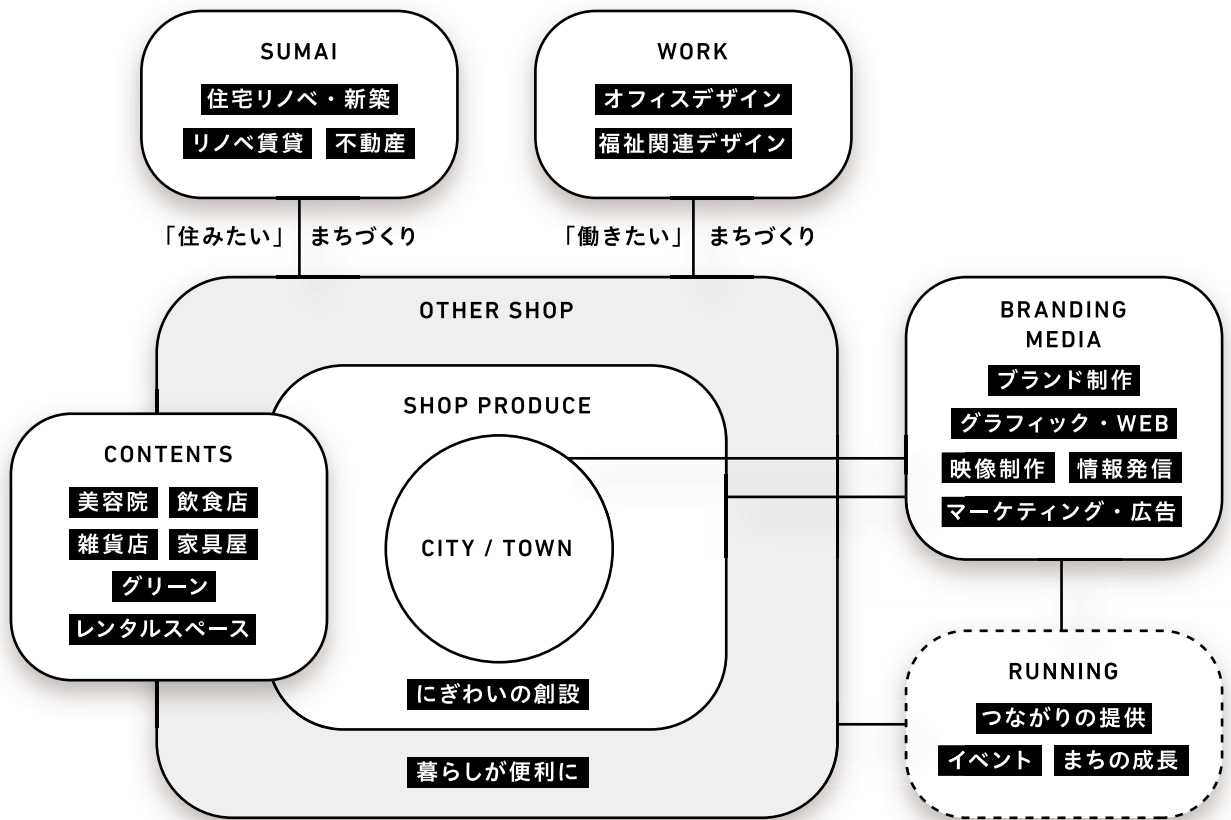 SUMAI
住宅リノベ・新築
リノベ賃貸 不動産
WORK
オフィスデザイン
福祉関連デザイン
「住みたい」 まちづくり
「働きたい」 まちづくり
OTHER SHOP
SHOP PRODUCE
CITY / TOWN
にぎわいの創設
暮らしが便利に
CONTENTS
美容院 飲食店
雑貨店 家具屋
グリーン
レンタルスペース
BRANDING
MEDIA
ブランド制作
グラフィック・WEB
映像制作 情報発信
マーケティング・広告
RUNNING
つながりの提供
イベント まちの成長